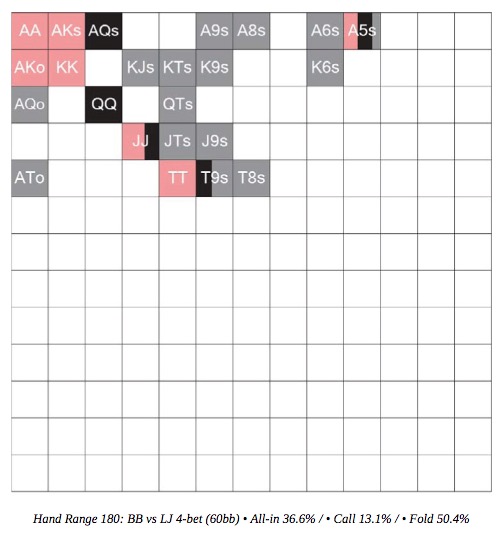 AA AKs AQs A9s A8s A6s A5s
AKo KK KJs KTs K9s K6s
AQo QQ QTs
JJ JTs J9s
ATo TT T9s T8s
Hand Range 180: BB vs LJ 4-bet (60bb) • All-in 36.6% / • Call 13.1% / • Fold 50.4%